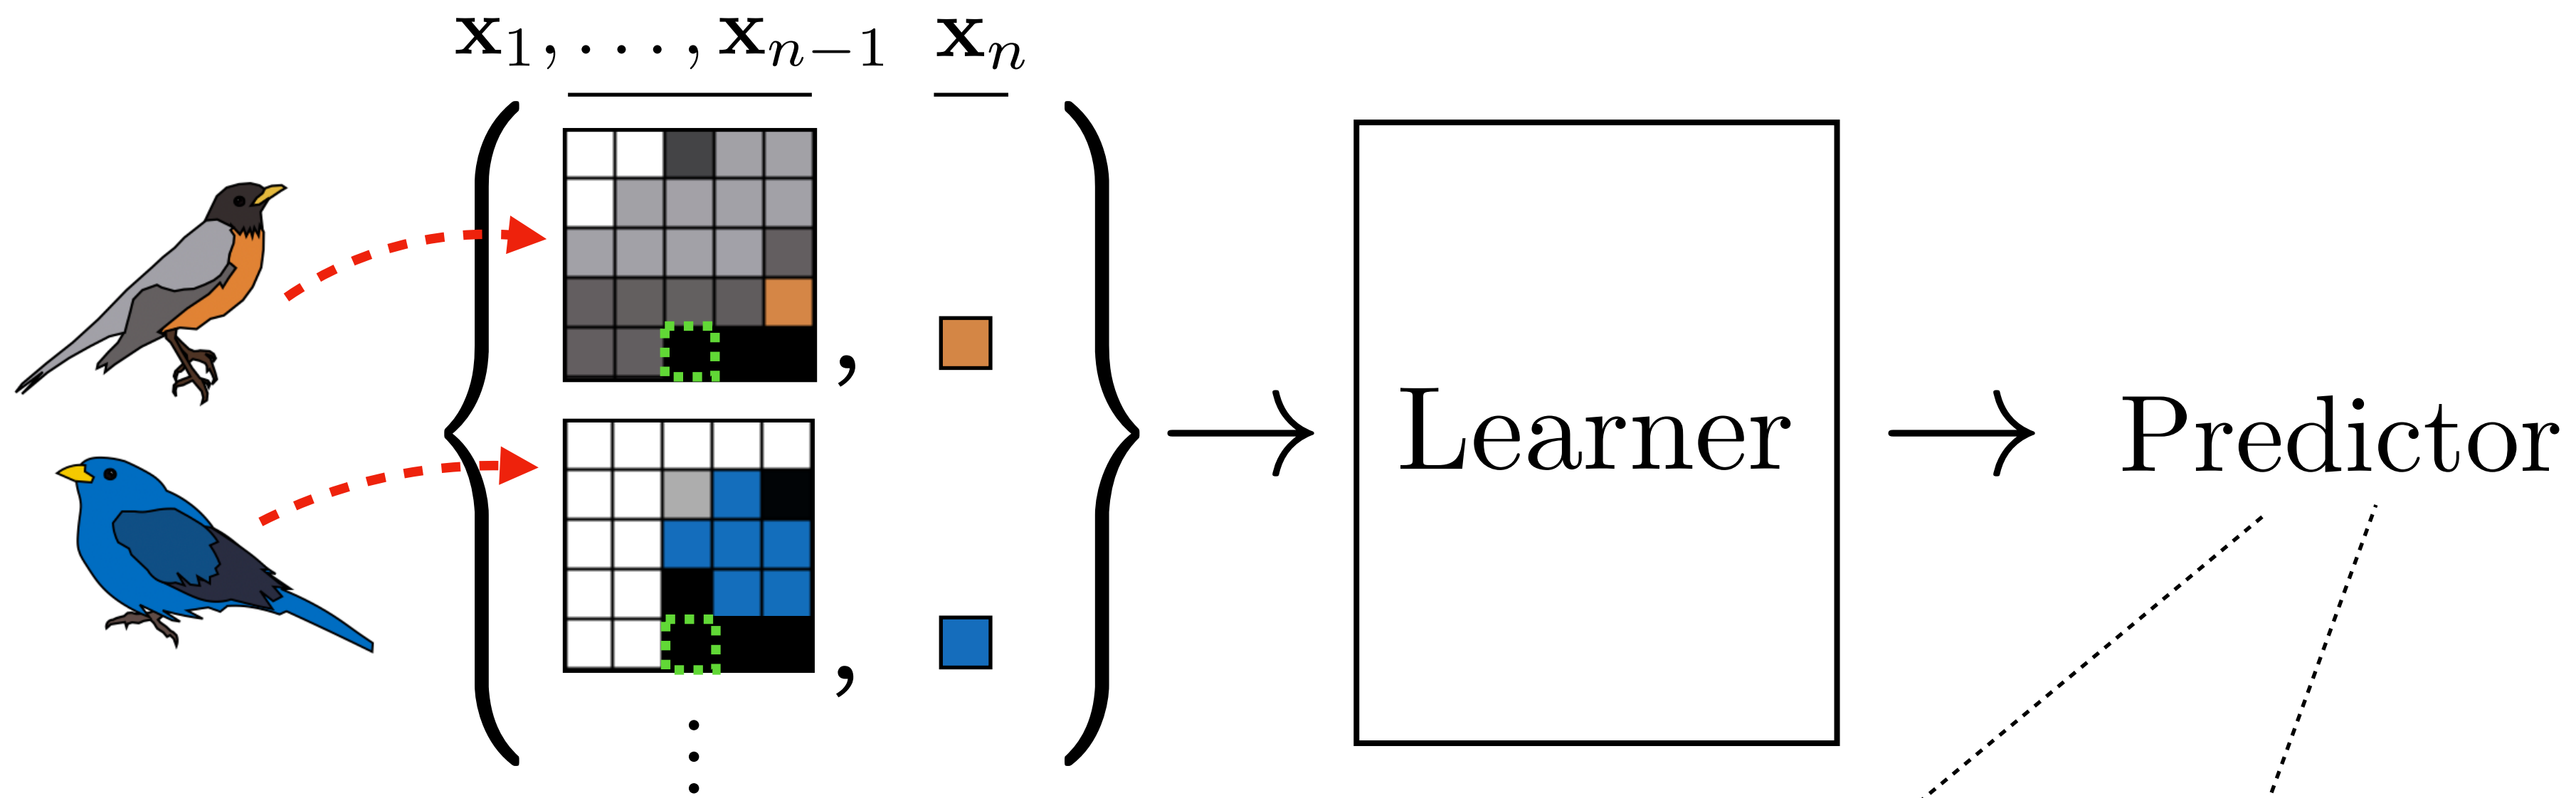 x₁, . . . , xₙ₋₁ xₙ
,
Learner
Predictor
,